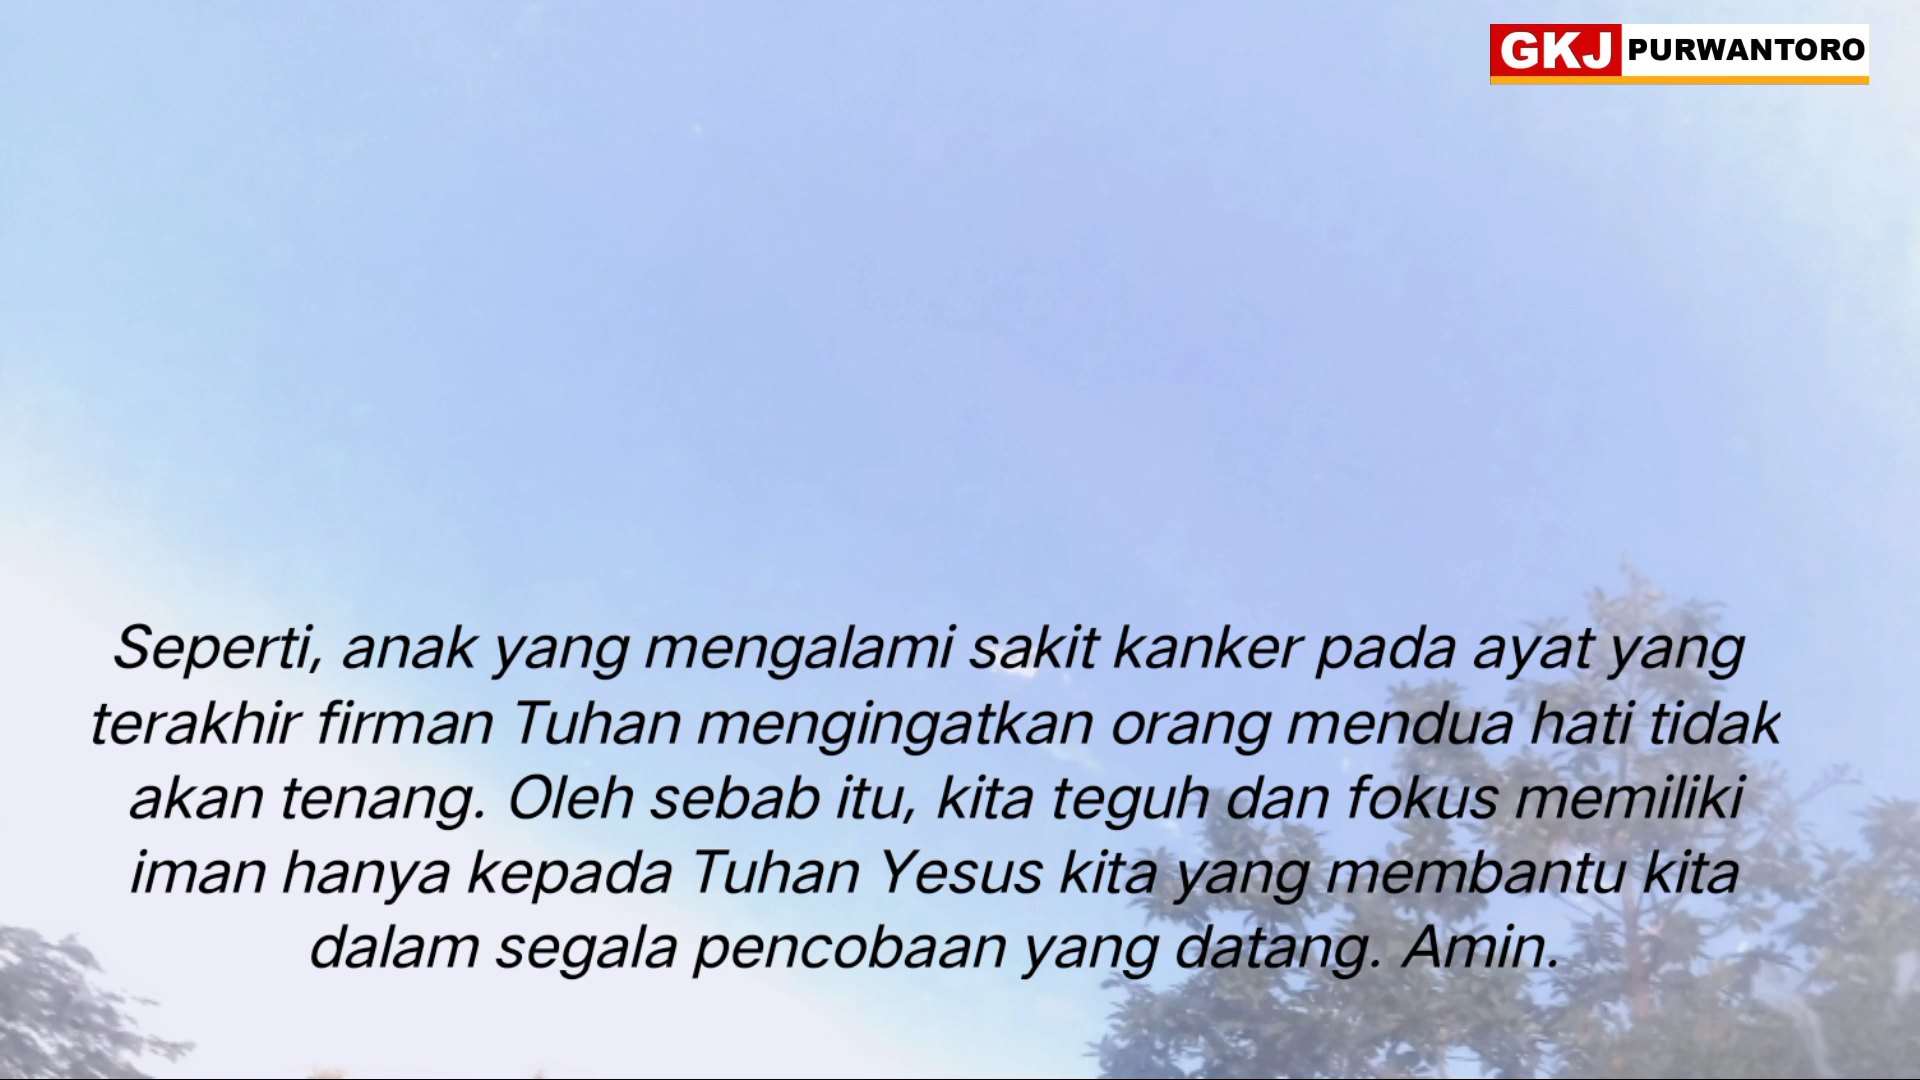 GKJ PURWANTORO
Seperti, anak yang mengalami sakit kanker pada ayat yang
terakhir firman Tuhan mengingatkan orang mendua hati tidak
akan tenang. Oleh sebab itu, kita teguh dan fokus memiliki
iman hanya kepada Tuhan Yesus kita yang membantu kita
dalam segala pencobaan yang datang. Amin.